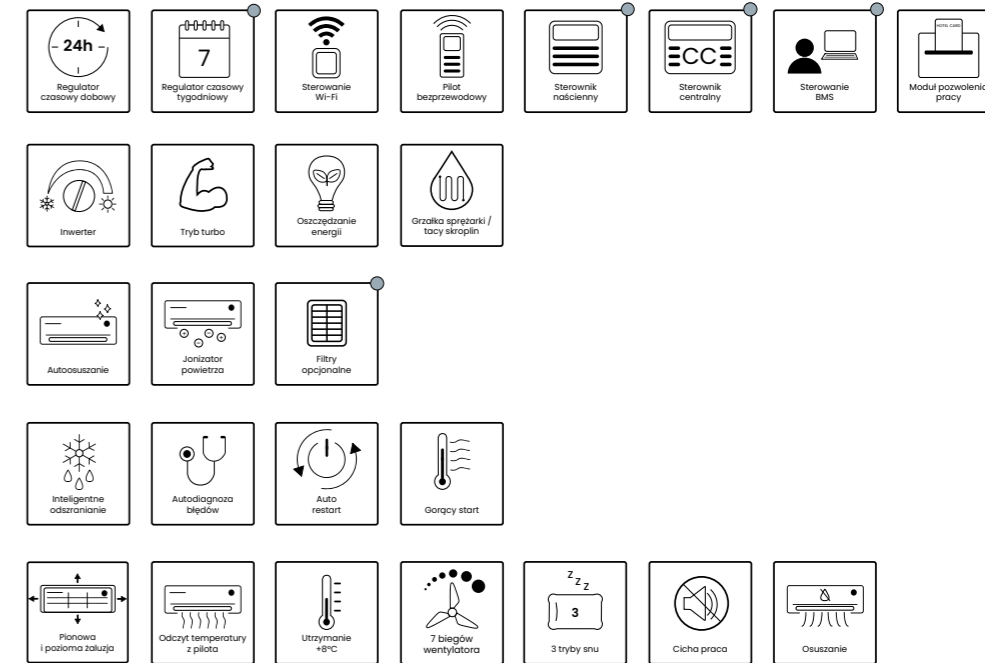 24h
Regulator
czasowy dobowy
7
Regulator czasowy
tygodniowy
Sterowanie
Wi-Fi
Pilot
bezprzewodowy
Sterownik
naścienny
CC
Sterownik
centralny
Sterowanie
BMS
HOTEL CARD
Moduł pozwolenia
pracy
Inwerter
Tryb turbo
Oszczędzanie
energii
Grzałka sprężarki /
tacy skroplin
Autoosuszanie
Jonizator
powietrza
Filtry
opcjonalne
Inteligentne
odszranianie
Autodiagnoza
błędów
Auto
restart
Gorący start
Pionowa
i pozioma żaluzja
Odczyt temperatury
z pilota
Utrzymanie
+8°C
7 biegów
wentylatora
Z Z Z
3
3 tryby snu
Cicha praca
Osuszanie